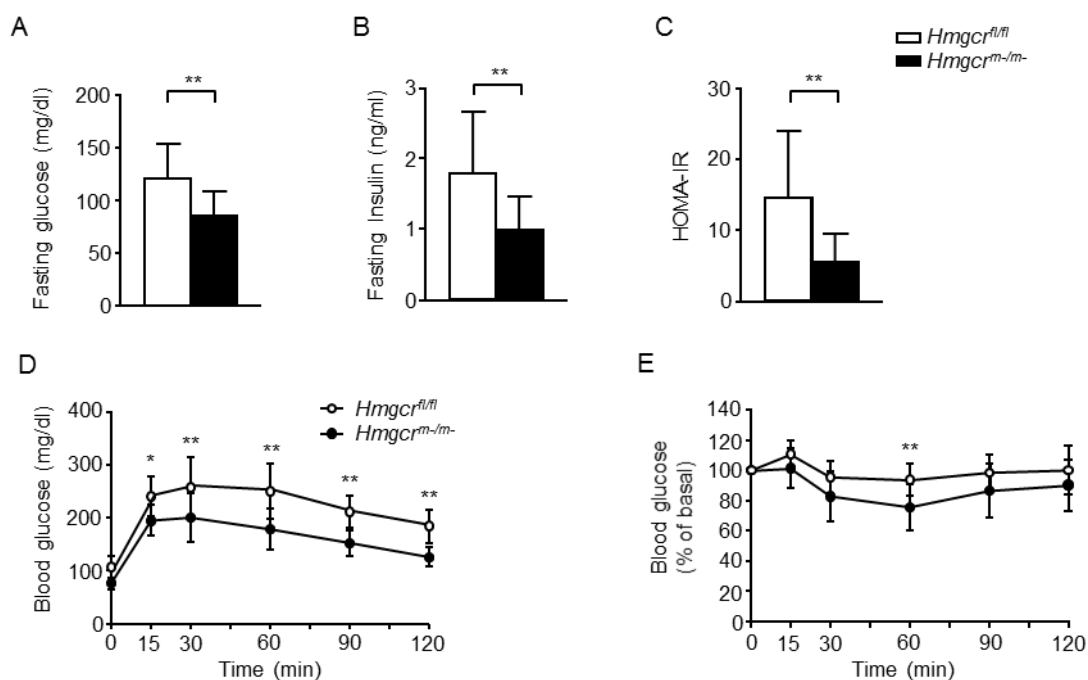 A
Fasting glucose (mg/dl)
200
150
100
50
0
**
B
Fasting Insulin (ng/ml)
3
2
1
0
**
C
HOMA-IR
30
20
10
0
**
Hmgcr^fl/fl
Hmgcr^m-/m-
D
Blood glucose (mg/dl)
400
300
200
100
0
* ** ** ** **
Hmgcr^fl/fl
Hmgcr^m-/m-
0 15 30 60 90 120
Time (min)
E
Blood glucose
(% of basal)
140
120
100
80
60
40
20
0
**
0 15 30 60 90 120
Time (min)